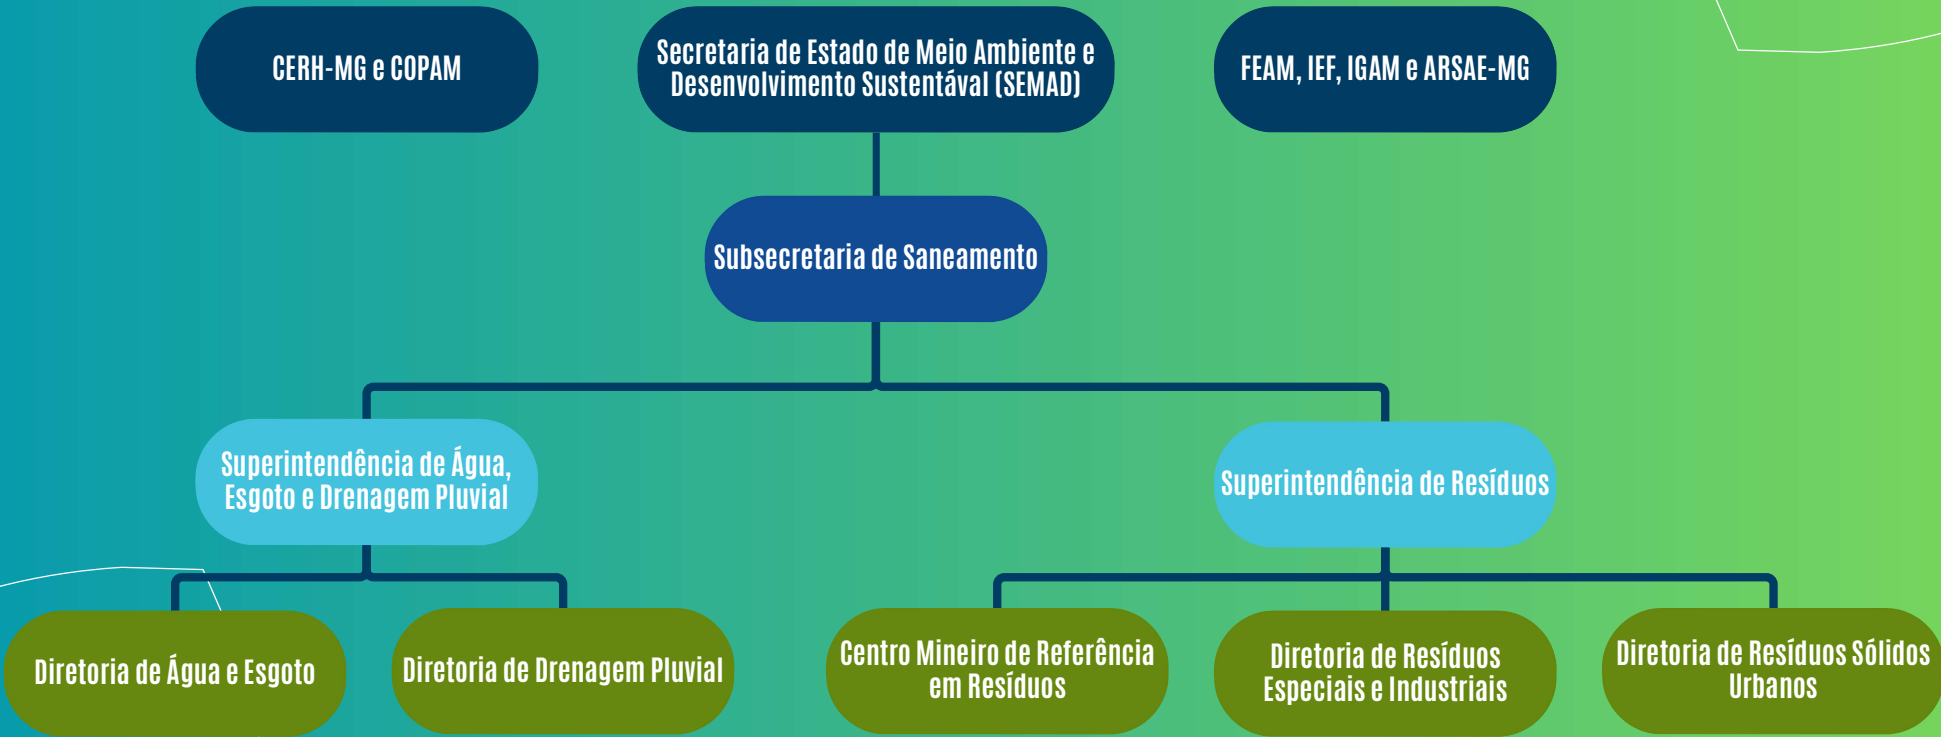 CERH-MG e COPAM
Secretaria de Estado de Meio Ambiente e
Desenvolvimento Sustentával (SEMAD)
FEAM, IEF, IGAM e ARSAE-MG
Subsecretaria de Saneamento
Superintendência de Água,
Esgoto e Drenagem Pluvial
Superintendência de Resíduos
Diretoria de Água e Esgoto
Diretoria de Drenagem Pluvial
Centro Mineiro de Referência
em Resíduos
Diretoria de Resíduos
Especiais e Industriais
Diretoria de Resíduos Sólidos
Urbanos